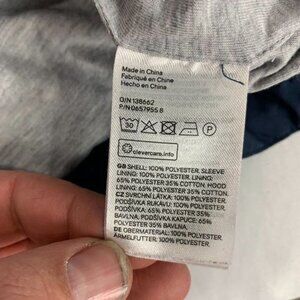 Made in China
Fabriqué en Chine
Hecho en China
O/N 138662
P/N 0657955 8
30
P
clevercare.info
GB SHELL: 100% POLYESTER. SLEEVE
LINING: 100% POLYESTER. LINING:
65% POLYESTER 35% COTTON. HOOD
LINING: 65% POLYESTER 35% COTTON.
CZ SVRCHNÍ LÁTKA: 100% POLYESTER.
PODŠÍVKA RUKÁVU: 100% POLYESTER.
PODŠÍVKA: 65% POLYESTER 35%
BAVLNA. PODŠÍVKA KAPUCE: 65%
POLYESTER 35% BAVLNA.
DE OBERMATERIAL: 100% POLYESTER.
ÄRMELFUTTER: 100% POLYESTER.